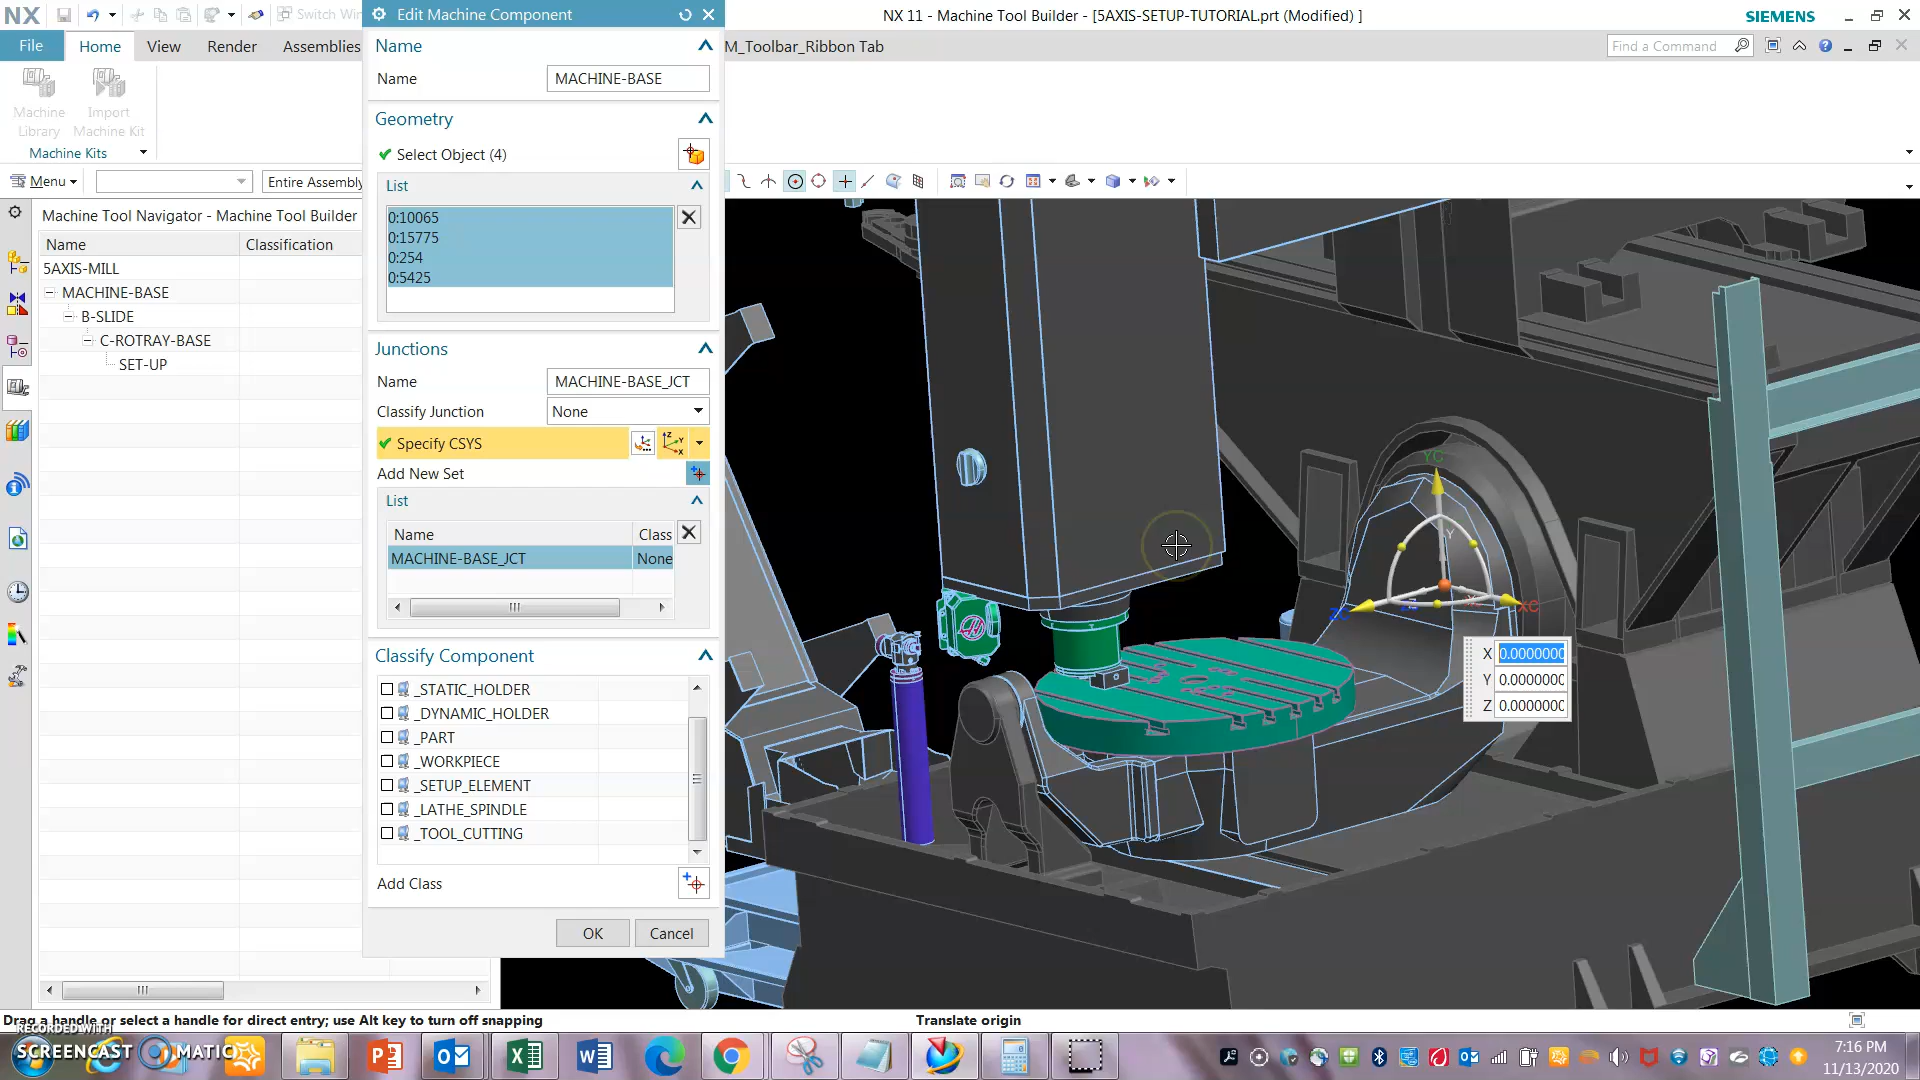 NX
Switch Win
Edit Machine Component
NX 11 - Machine Tool Builder - [5AXIS-SETUP-TUTORIAL.prt (Modified) ]
SIEMENS
File
Home
View
Render
Assemblies
M_Toolbar_Ribbon Tab
Find a Command
Machine
Library
Import
Machine Kit
Machine Kits
Menu
Entire Assembly
Machine Tool Navigator - Machine Tool Builder
Name
Classification
5AXIS-MILL
MACHINE-BASE
B-SLIDE
C-ROTRAY-BASE
SET-UP
Name
Name
MACHINE-BASE
Geometry
Select Object (4)
List
0:10065
0:15775
0:254
0:5425
Junctions
Name
MACHINE-BASE_JCT
Classify Junction
None
Specify CSYS
Add New Set
List
Name
Class
MACHINE-BASE_JCT
None
Classify Component
_STATIC_HOLDER
_DYNAMIC_HOLDER
_PART
_WORKPIECE
_SETUP_ELEMENT
_LATHE_SPINDLE
_TOOL_CUTTING
Add Class
OK
Cancel
YC
Y
ZC
XC
X 0.0000000
Y 0.0000000
Z 0.0000000
Drag a handle or select a handle for direct entry; use Alt key to turn off snapping
Translate origin
RECORDED WITH
SCREENCAST
MATIC
7:16 PM
11/13/2020